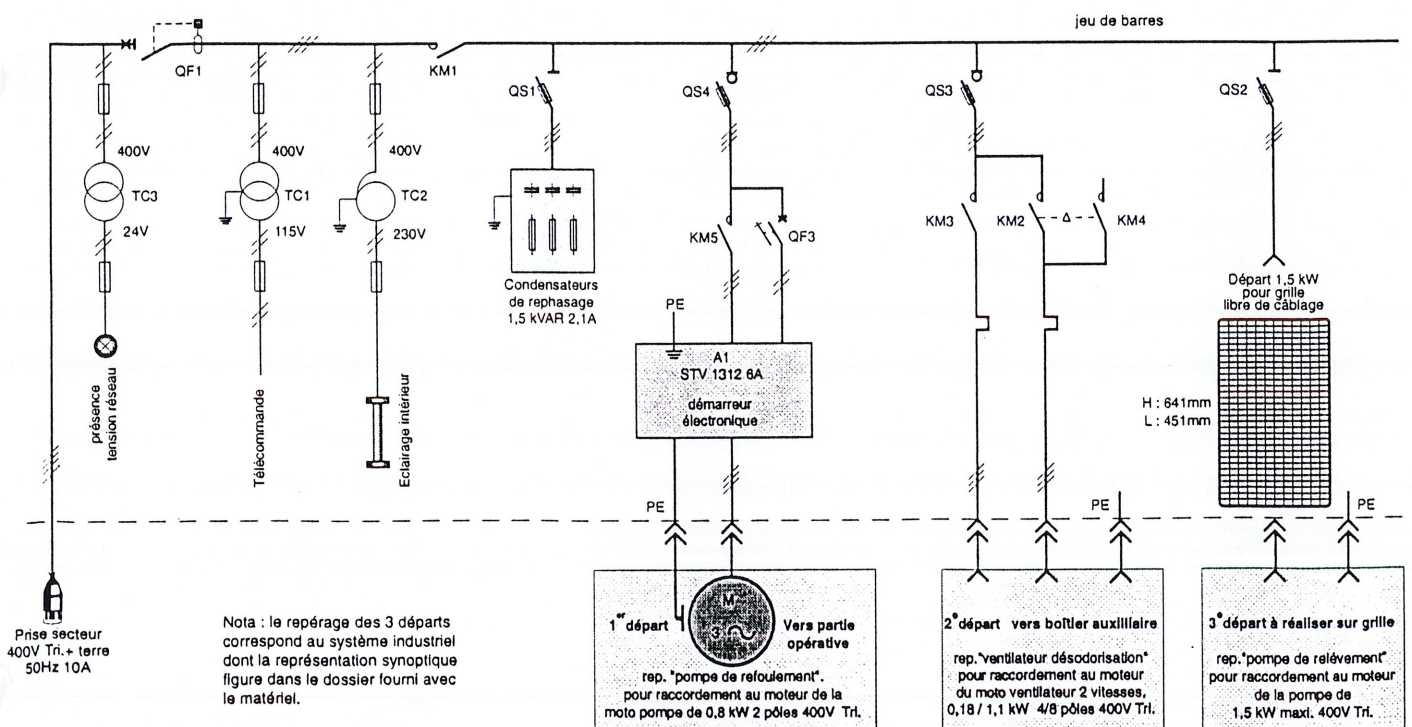 jeu de barres
QF1
KM1
QS1
QS4
QS3
QS2
400V
TC3
24V
400V
TC1
115V
400V
TC2
230V
présence
tension réseau
Télécommande
Eclairage intérieur
Condensateurs
de rephasage
1,5 kVAR 2,1A
KM5
QF3
PE
A1
STV 1312 6A
démarreur
électronique
KM3
KM2
Δ
KM4
Départ 1,5 kW
pour grille
libre de câblage
H : 641mm
L : 451mm
PE
PE
PE
Prise secteur
400V Tri.+ terre
50Hz 10A
Nota : le repérage des 3 départs
correspond au système industriel
dont la représentation synoptique
figure dans le dossier fourni avec
le matériel.
M
3
1er départ
Vers partie
opérative
rep. "pompe de refoulement".
pour raccordement au moteur de la
moto pompe de 0,8 kW 2 pôles 400V Tri.
2° départ vers boîtier auxilliaire
rep."ventilateur désodorisation"
pour raccordement au moteur
du moto ventilateur 2 vitesses,
0,18 / 1,1 kW 4/8 pôles 400V Tri.
3° départ à réaliser sur grille
rep."pompe de relévement"
pour raccordement au moteur
de la pompe de
1,5 kW maxi. 400V Tri.